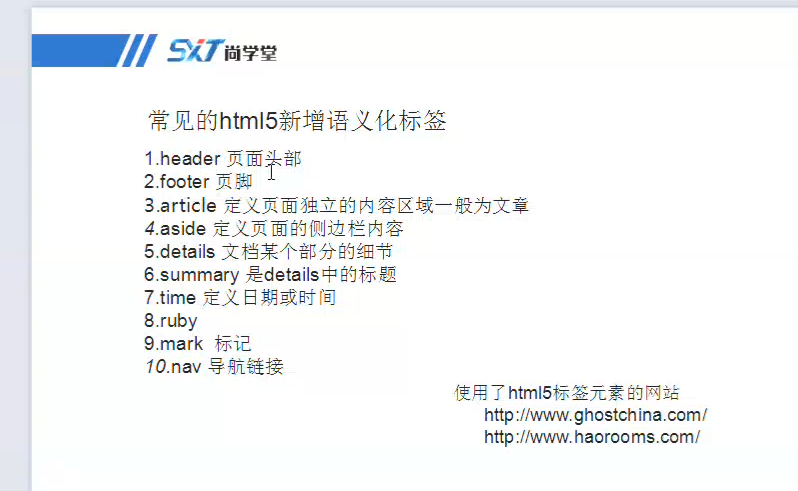 SXT尚学堂
常见的html5新增语义化标签
1.header 页面头部
2.footer 页脚
3.article 定义页面独立的内容区域一般为文章
4.aside 定义页面的侧边栏内容
5.details 文档某个部分的细节
6.summary 是details中的标题
7.time 定义日期或时间
8.ruby
9.mark 标记
10.nav 导航链接
使用了html5标签元素的网站
http://www.ghostchina.com/
http://www.haorooms.com/